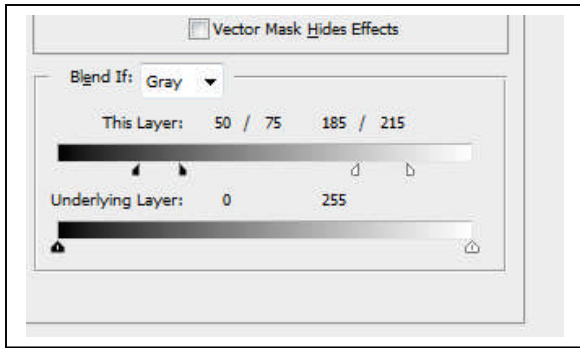 Vector Mask Hides Effects
Blend If: Gray
This Layer: 50 / 75 185 / 215
Underlying Layer: 0 255